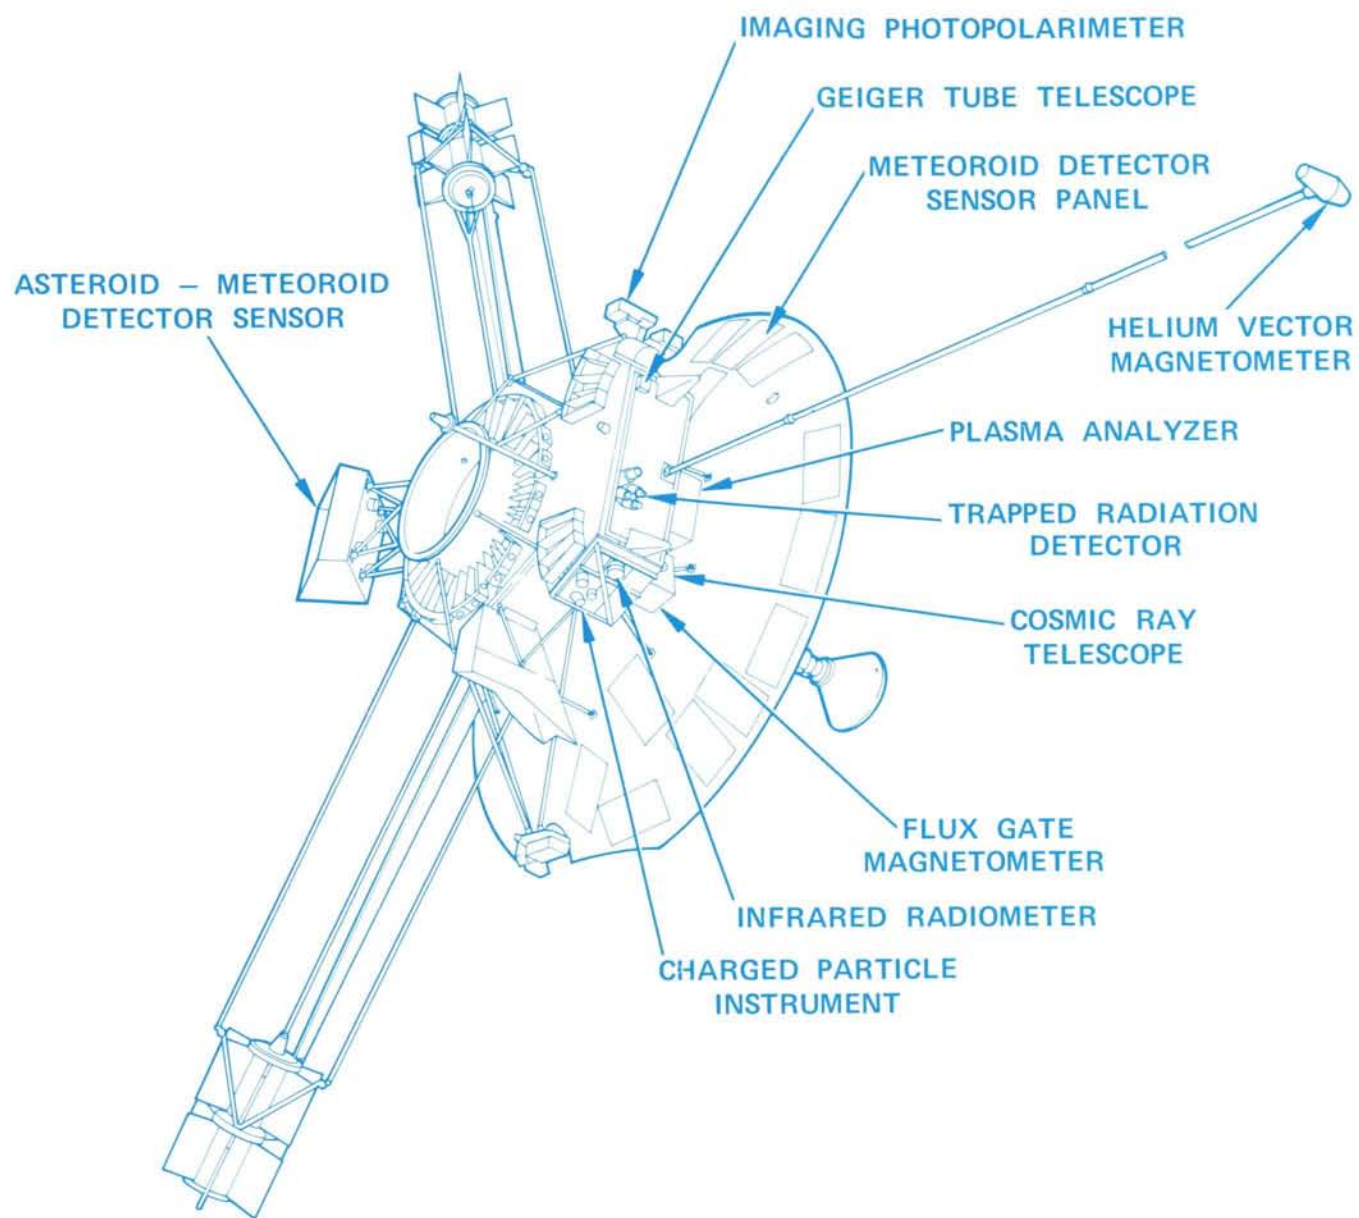 IMAGING PHOTOPOLARIMETER
GEIGER TUBE TELESCOPE
METEOROID DETECTOR
SENSOR PANEL
ASTEROID – METEOROID
DETECTOR SENSOR
HELIUM VECTOR
MAGNETOMETER
PLASMA ANALYZER
TRAPPED RADIATION
DETECTOR
COSMIC RAY
TELESCOPE
FLUX GATE
MAGNETOMETER
INFRARED RADIOMETER
CHARGED PARTICLE
INSTRUMENT